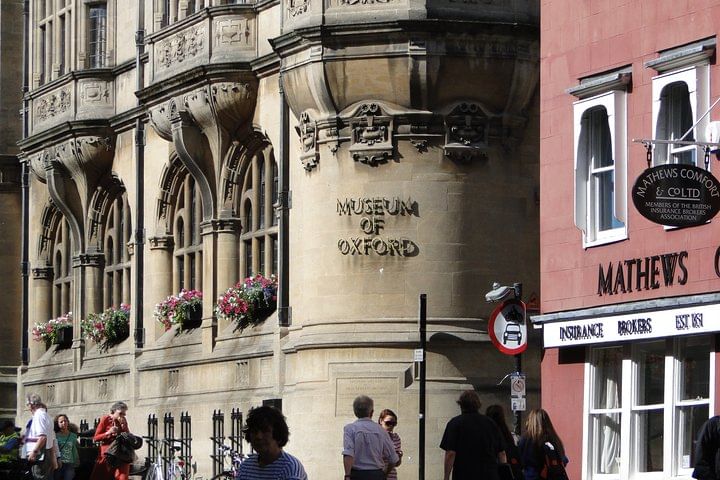 MUSEUM
OF
OXFORD
MATHEWS COMFORT
& CO LTD
MEMBERS OF THE BRITISH
INSURANCE BROKERS
ASSOCIATION
MATHEWS
INSURANCE BROKERS EST 1851